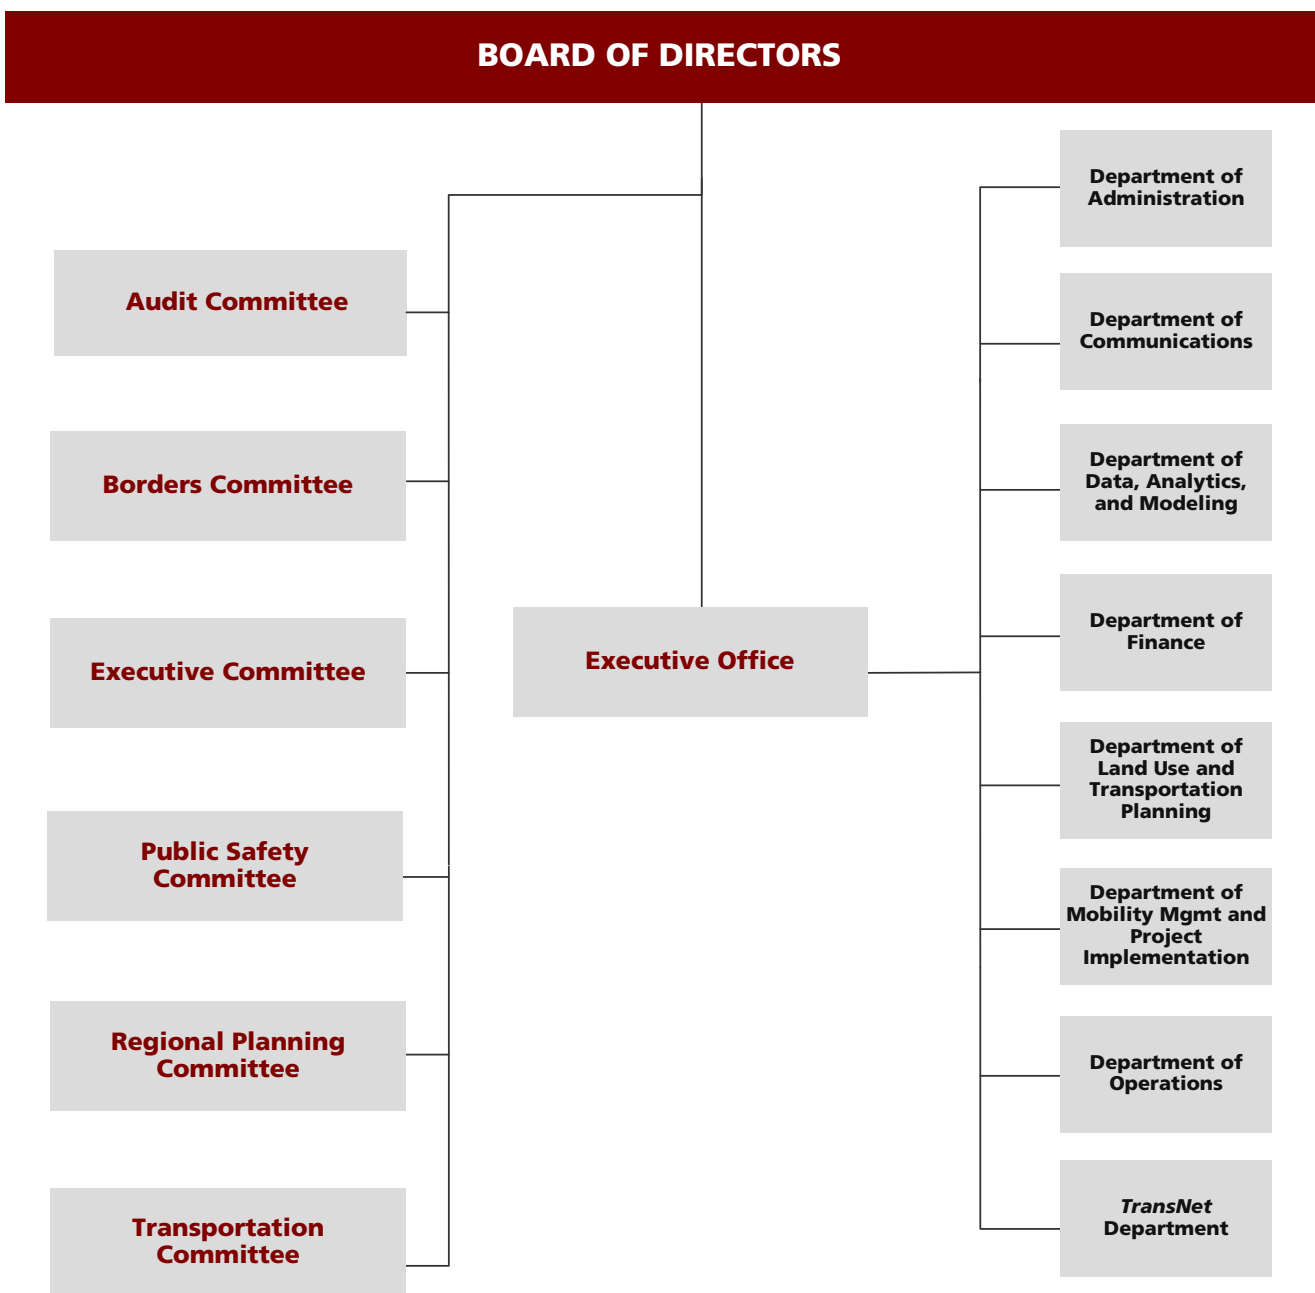 BOARD OF DIRECTORS
Audit Committee
Borders Committee
Executive Committee
Public Safety
Committee
Regional Planning
Committee
Transportation
Committee
Executive Office
Department of
Administration
Department of
Communications
Department of
Data, Analytics,
and Modeling
Department of
Finance
Department of
Land Use and
Transportation
Planning
Department of
Mobility Mgmt and
Project
Implementation
Department of
Operations
TransNet
Department